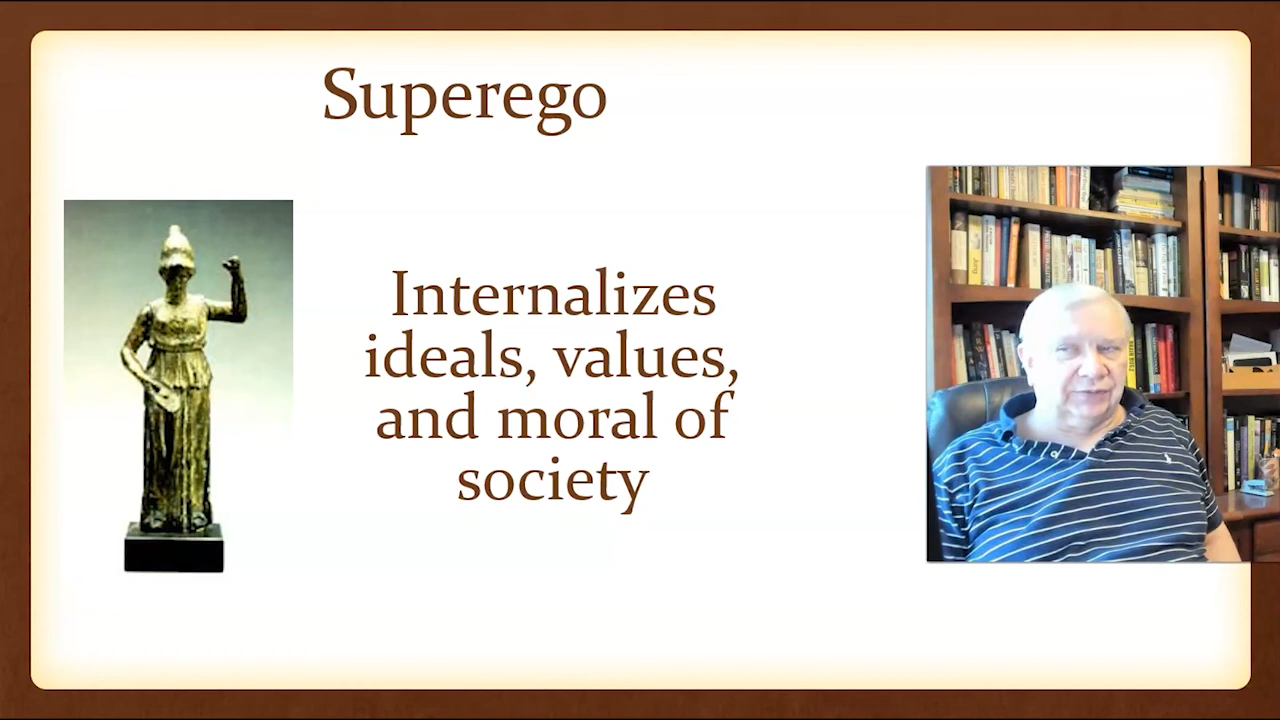 Superego
Internalizes
ideals, values,
and moral of
society